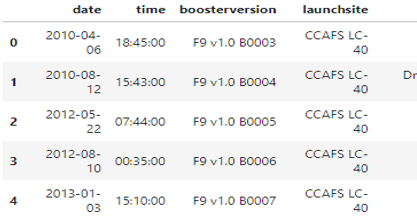 date time boosterversion launchsite
0 2010-04-06 18:45:00 F9 v1.0 B0003 CCAFS LC-40
1 2010-08-12 15:43:00 F9 v1.0 B0004 CCAFS LC-40 Dr
2 2012-05-22 07:44:00 F9 v1.0 B0005 CCAFS LC-40
3 2012-08-10 00:35:00 F9 v1.0 B0006 CCAFS LC-40
4 2013-01-03 15:10:00 F9 v1.0 B0007 CCAFS LC-40